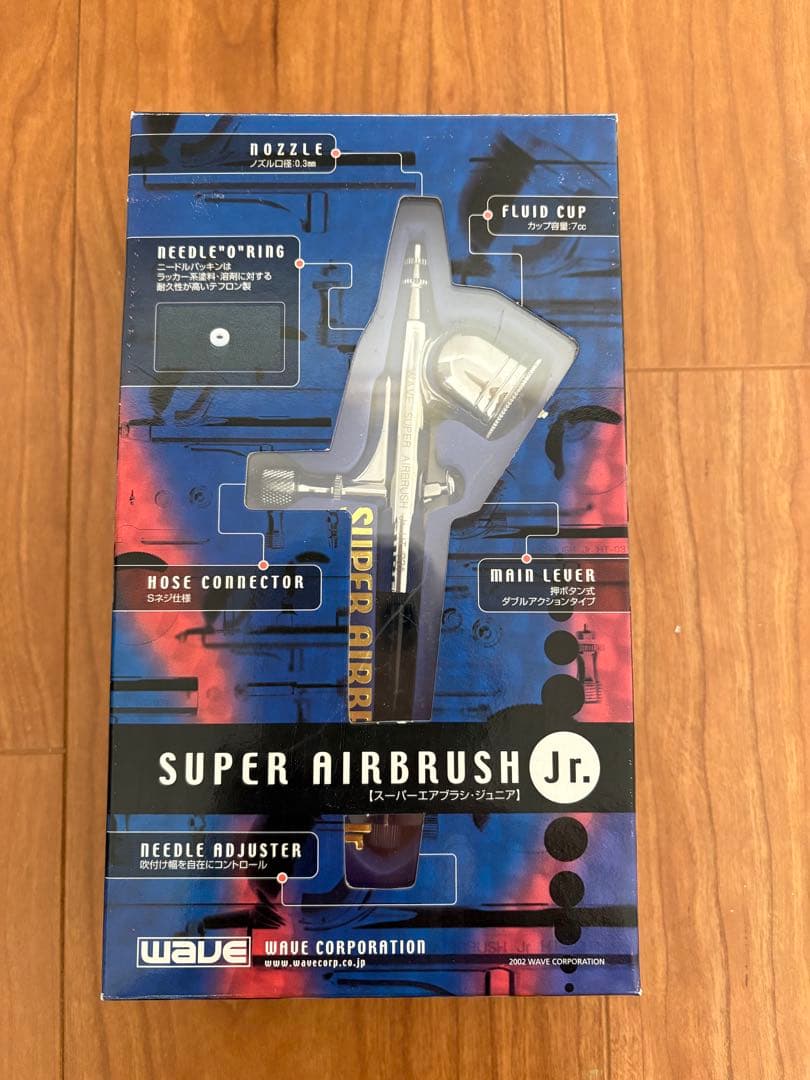 NOZZLE
ノズル口径:0.3mm
FLUID CUP
カップ容量:7cc
NEEDLE"O"RING
ニードルパッキンは
ラッカー系塗料・溶剤に対する
耐久性が高いテフロン製
WAVE SUPER AIRBRUSH
HOSE CONNECTOR
Sネジ仕様
MAIN LEVER
押ボタン式
ダブルアクションタイプ
SUPER AIRBRUSH Jr.
【スーパーエアブラシ・ジュニア】
Jr
NEEDLE ADJUSTER
吹付け幅を自在にコントロール
WAVE
WAVE CORPORATION
www.wavecorp.co.jp
2002 WAVE CORPORATION